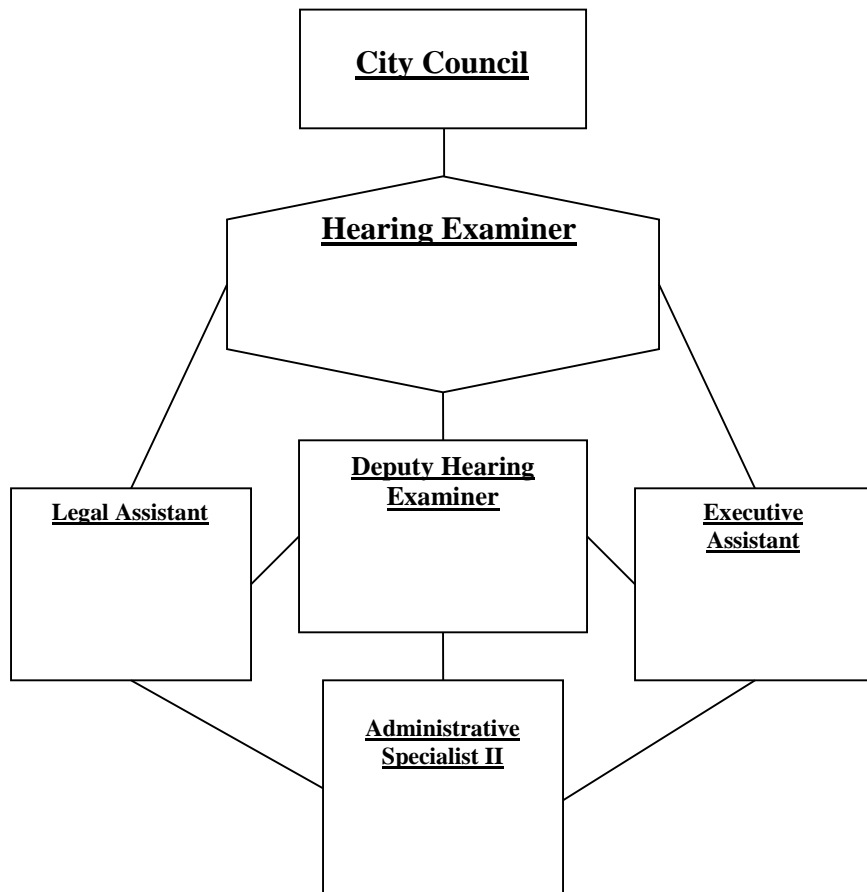 City Council
Hearing Examiner
Deputy Hearing
Examiner
Legal Assistant
Executive
Assistant
Administrative
Specialist II